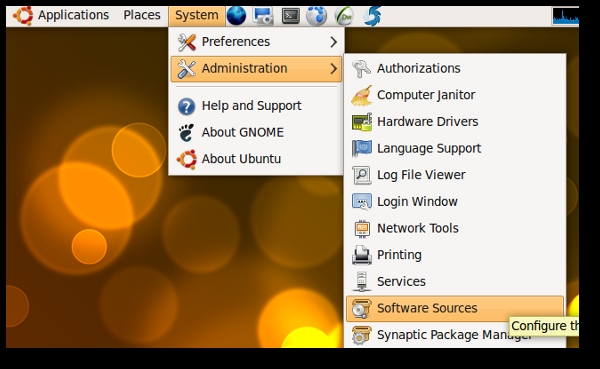 Applications Places System
Preferences
Administration
Help and Support
About GNOME
About Ubuntu
Authorizations
Computer Janitor
Hardware Drivers
Language Support
Log File Viewer
Login Window
Network Tools
Printing
Services
Software Sources
Configure th
Synaptic Package Manager